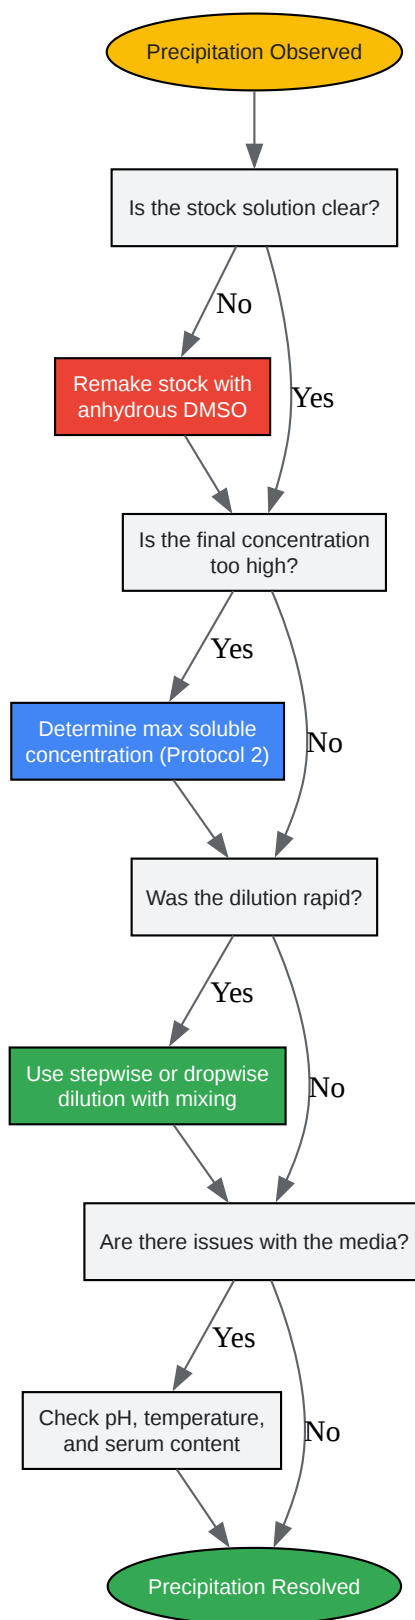 Precipitation Observed
Is the stock solution clear?
No
Remake stock with
anhydrous DMSO
Yes
Is the final concentration
too high?
Yes
Determine max soluble
concentration (Protocol 2)
No
Was the dilution rapid?
Yes
Use stepwise or dropwise
dilution with mixing
No
Are there issues with the media?
Yes
Check pH, temperature,
and serum content
No
Precipitation Resolved